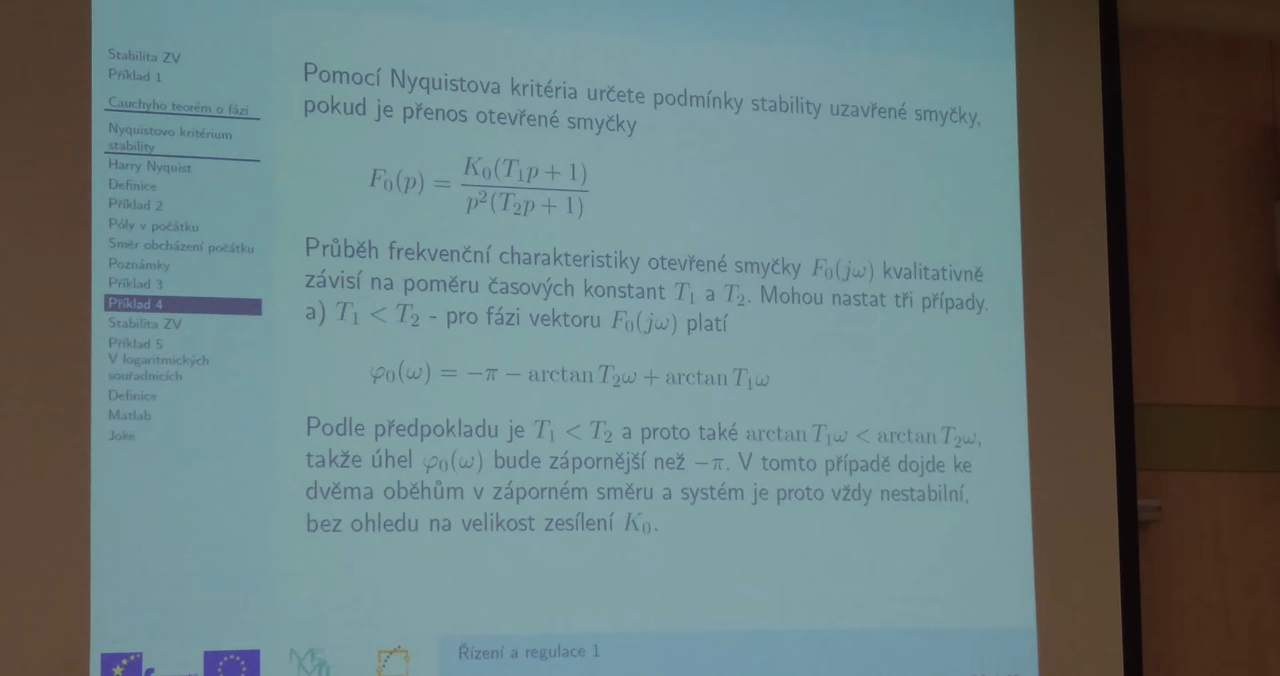 Stabilita ZV
Příklad 1
Cauchyho teorém o fázi
Nyquistovo kritérium
stability
Harry Nyquist
Definice
Příklad 2
Póly v počátku
Směr obcházení počátku
Poznámky
Příklad 3
Příklad 4
Stabilita ZV
Příklad 5
V logaritmických
souřadnicích
Definice
Matlab
Joke
Pomocí Nyquistova kritéria určete podmínky stability uzavřené smyčky,
pokud je přenos otevřené smyčky
F₀(p) = K₀(T₁p + 1) / p²(T₂p + 1)
Průběh frekvenční charakteristiky otevřené smyčky F₀(jω) kvalitativně
závisí na poměru časových konstant T₁ a T₂. Mohou nastat tři případy.
a) T₁ < T₂ - pro fázi vektoru F₀(jω) platí
φ₀(ω) = −π − arctan T₂ω + arctan T₁ω
Podle předpokladu je T₁ < T₂ a proto také arctan T₁ω < arctan T₂ω,
takže úhel φ₀(ω) bude zápornější než −π. V tomto případě dojde ke
dvěma oběhům v záporném směru a systém je proto vždy nestabilní,
bez ohledu na velikost zesílení K₀.
Řízení a regulace 1